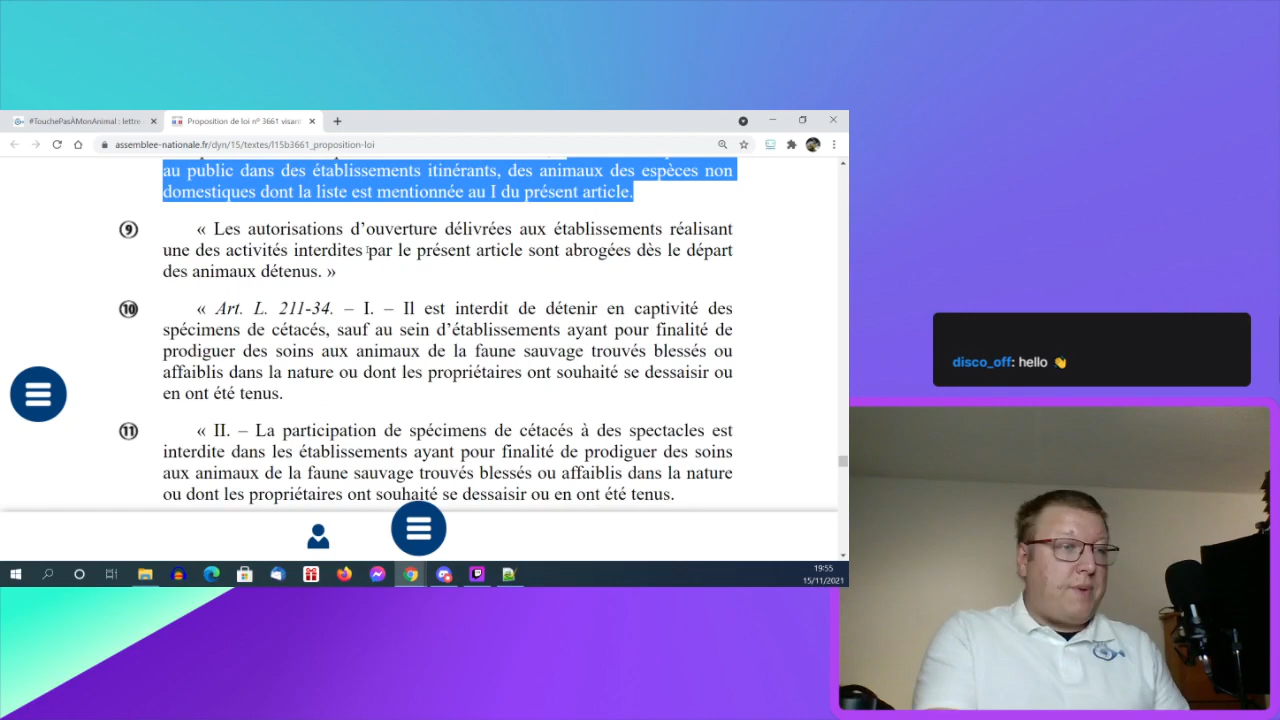 #TouchePasÀMonAnimal : lettre
Proposition de loi nº 3661 visant
assemblee-nationale.fr/dyn/15/textes/l15b3661_proposition-loi
au public dans des établissements itinérants, des animaux des espèces non
domestiques dont la liste est mentionnée au I du présent article.
9 « Les autorisations d’ouverture délivrées aux établissements réalisant
une des activités interdites par le présent article sont abrogées dès le départ
des animaux détenus. »
10 « Art. L. 211-34. – I. – Il est interdit de détenir en captivité des
spécimens de cétacés, sauf au sein d’établissements ayant pour finalité de
prodiguer des soins aux animaux de la faune sauvage trouvés blessés ou
affaiblis dans la nature ou dont les propriétaires ont souhaité se dessaisir ou
en ont été tenus.
11 « II. – La participation de spécimens de cétacés à des spectacles est
interdite dans les établissements ayant pour finalité de prodiguer des soins
aux animaux de la faune sauvage trouvés blessés ou affaiblis dans la nature
ou dont les propriétaires ont souhaité se dessaisir ou en ont été tenus.
19:55
15/11/2021
disco_off: hello 👋